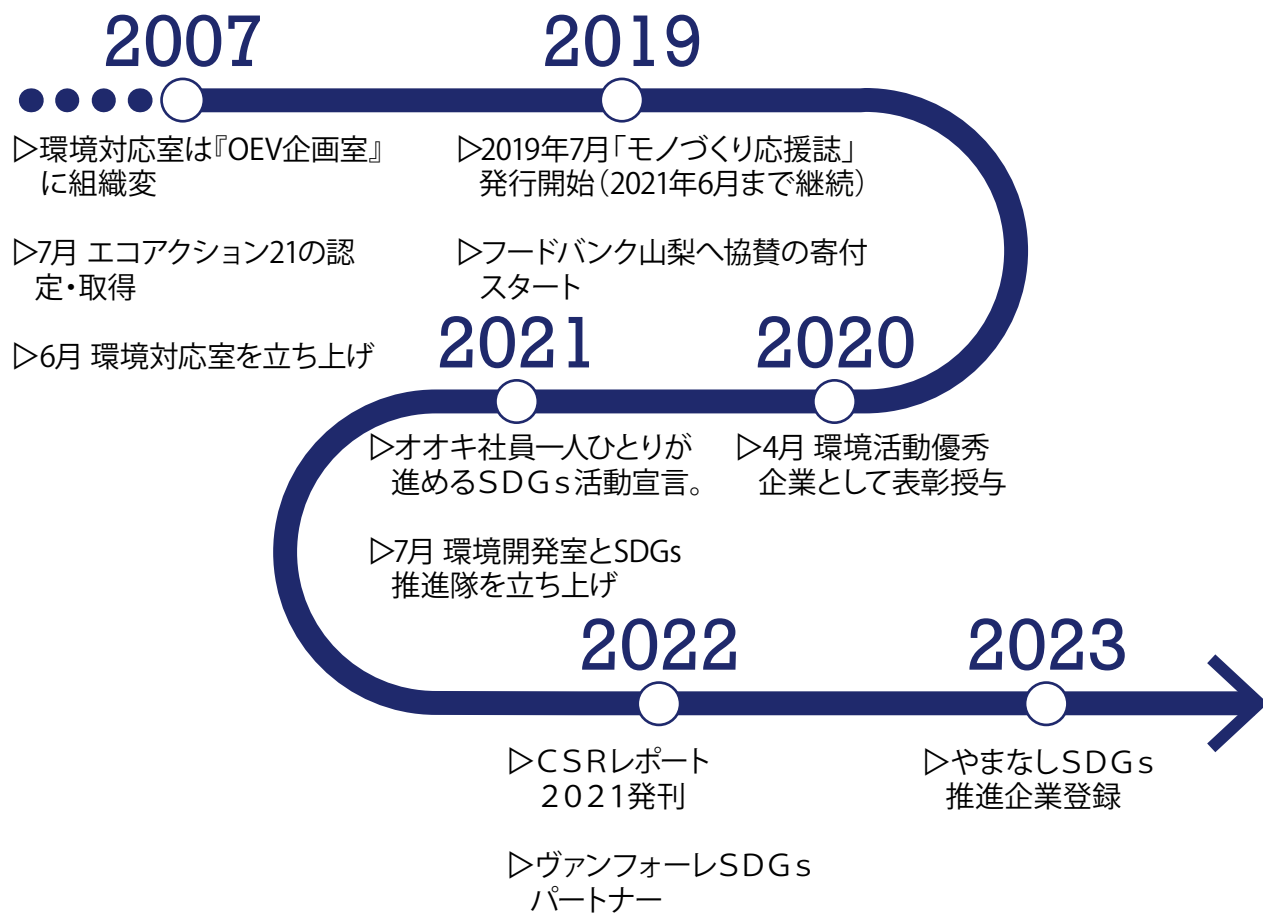 2007
▷環境対応室は『OEV企画室』
に組織変
▷7月 エコアクション21の認
定・取得
▷6月 環境対応室を立ち上げ
2019
▷2019年7月「モノづくり応援誌」
発行開始（2021年6月まで継続）
▷フードバンク山梨へ協賛の寄付
スタート
2020
▷4月 環境活動優秀
企業として表彰授与
2021
▷オオキ社員一人ひとりが
進めるSDGs活動宣言。
▷7月 環境開発室とSDGs
推進隊を立ち上げ
2022
▷CSRレポート
2021発刊
▷ヴァンフォーレSDGs
パートナー
2023
▷やまなしSDGs
推進企業登録